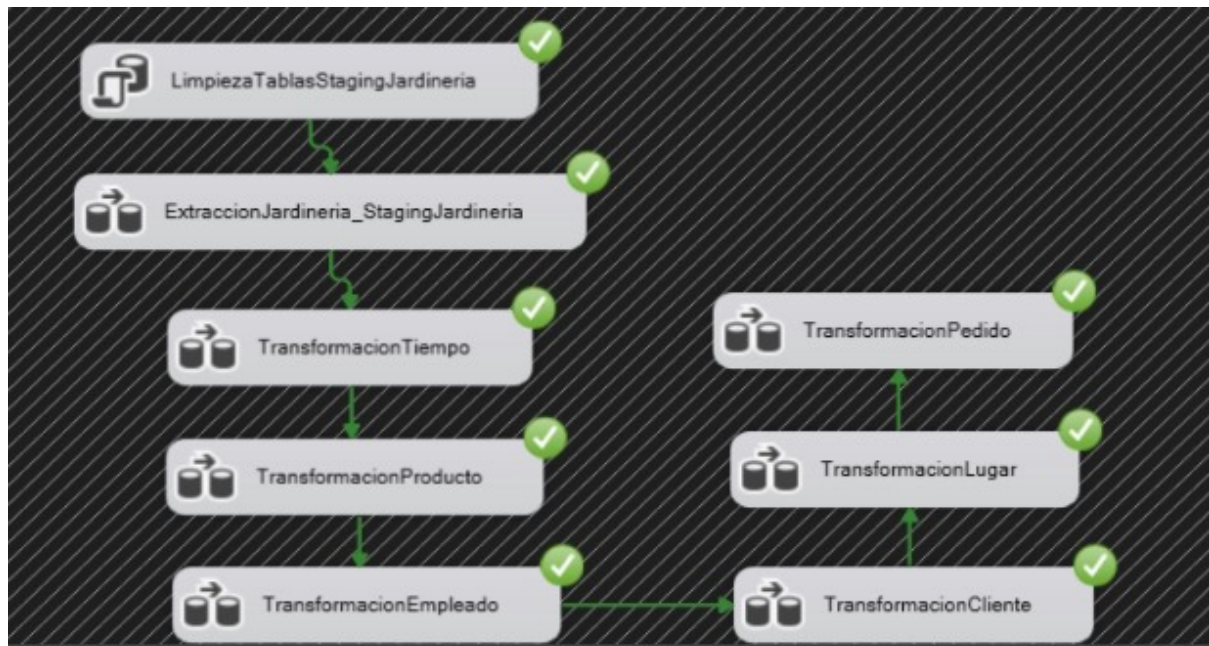 LimpiezaTablasStagingJardineria
ExtraccionJardineria_StagingJardineria
TransformacionTiempo
TransformacionProducto
TransformacionEmpleado
TransformacionCliente
TransformacionLugar
TransformacionPedido